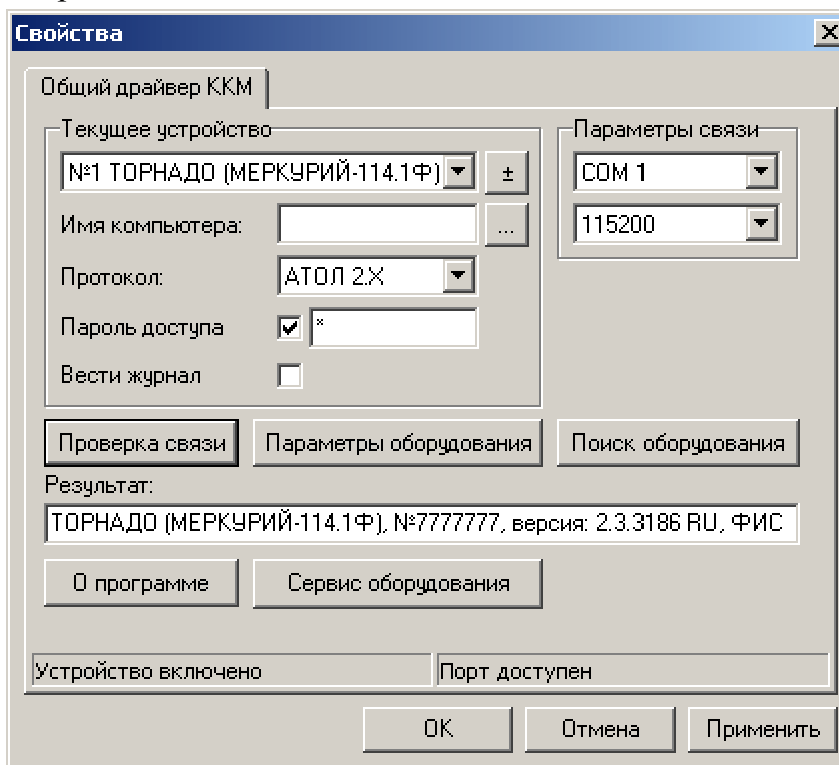 Свойства
Общий драйвер ККМ
Текущее устройство
№1 ТОРНАДО (МЕРКУРИЙ-114.1Ф)
±
Параметры связи
COM 1
Имя компьютера:
...
115200
Протокол:
АТОЛ 2.X
Пароль доступа
*
Вести журнал
Проверка связи
Параметры оборудования
Поиск оборудования
Результат:
ТОРНАДО (МЕРКУРИЙ-114.1Ф), №7777777, версия: 2.3.3186 RU, ФИС
О программе
Сервис оборудования
Устройство включено
Порт доступен
OK
Отмена
Применить